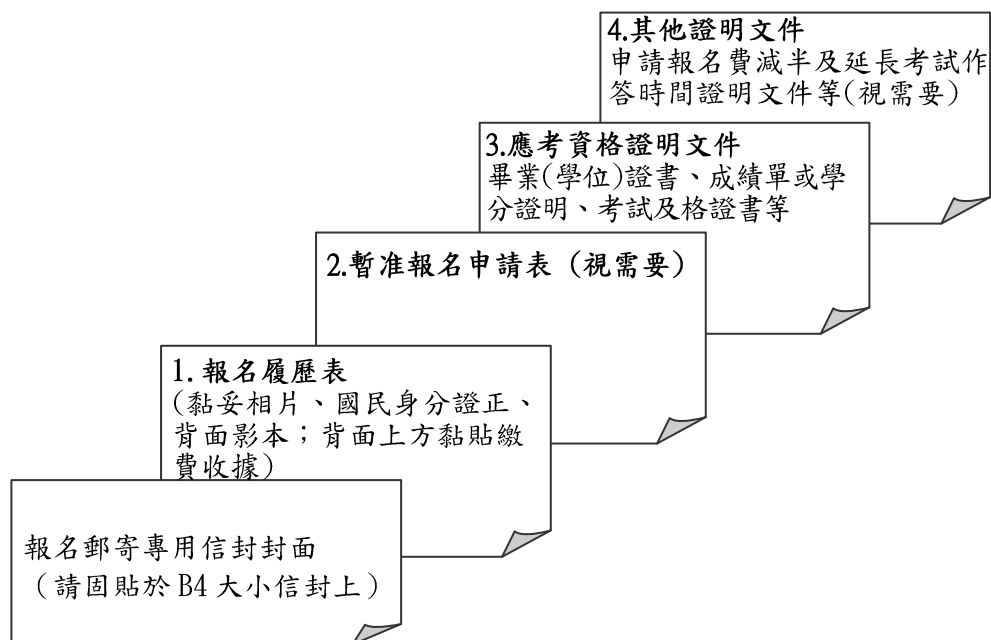 4.其他證明文件
申請報名費減半及延長考試作
答時間證明文件等(視需要)
3.應考資格證明文件
畢業(學位)證書、成績單或學
分證明、考試及格證書等
2.暫准報名申請表（視需要）
1.報名履歷表
(黏妥相片、國民身分證正、
背面影本；背面上方黏貼繳
費收據)
報名郵寄專用信封封面
（請固貼於 B4 大小信封上）